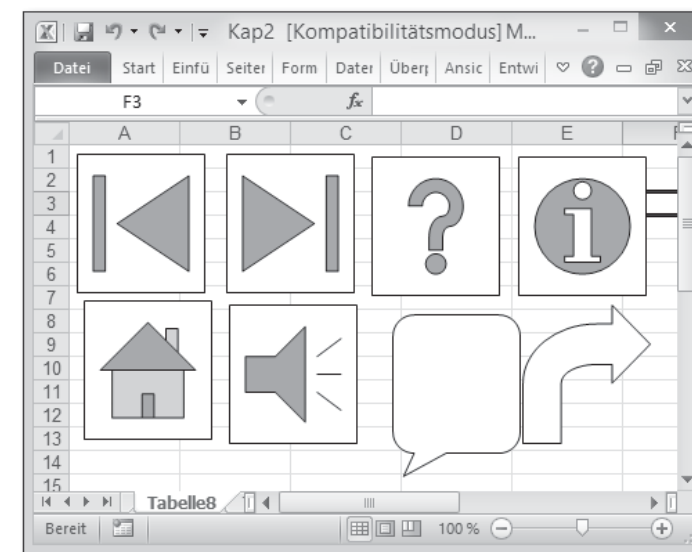 Kap2 [Kompatibilitätsmodus] M...
Datei Start Einfü Seiter Form Dater Überp Ansic Entwi
F3 fx
A B C D E F
1
2
3
4
5
6
7
8
9
10
11
12
13
14
15
Tabelle8
Bereit 100 %